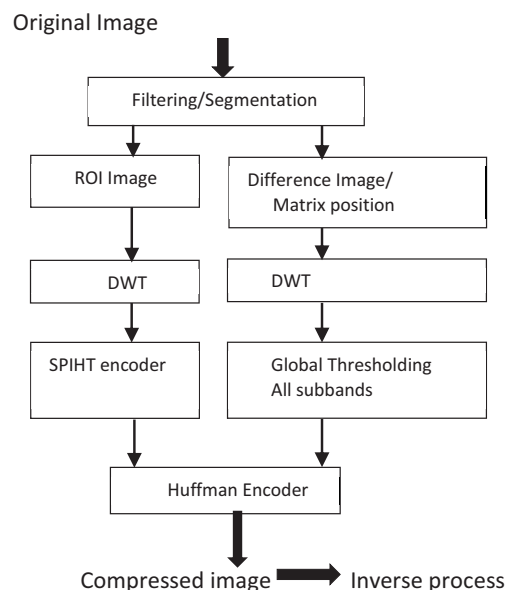 Original Image
Filtering/Segmentation
ROI Image
Difference Image/
Matrix position
DWT
DWT
SPIHT encoder
Global Thresholding
All subbands
Huffman Encoder
Compressed image
Inverse process